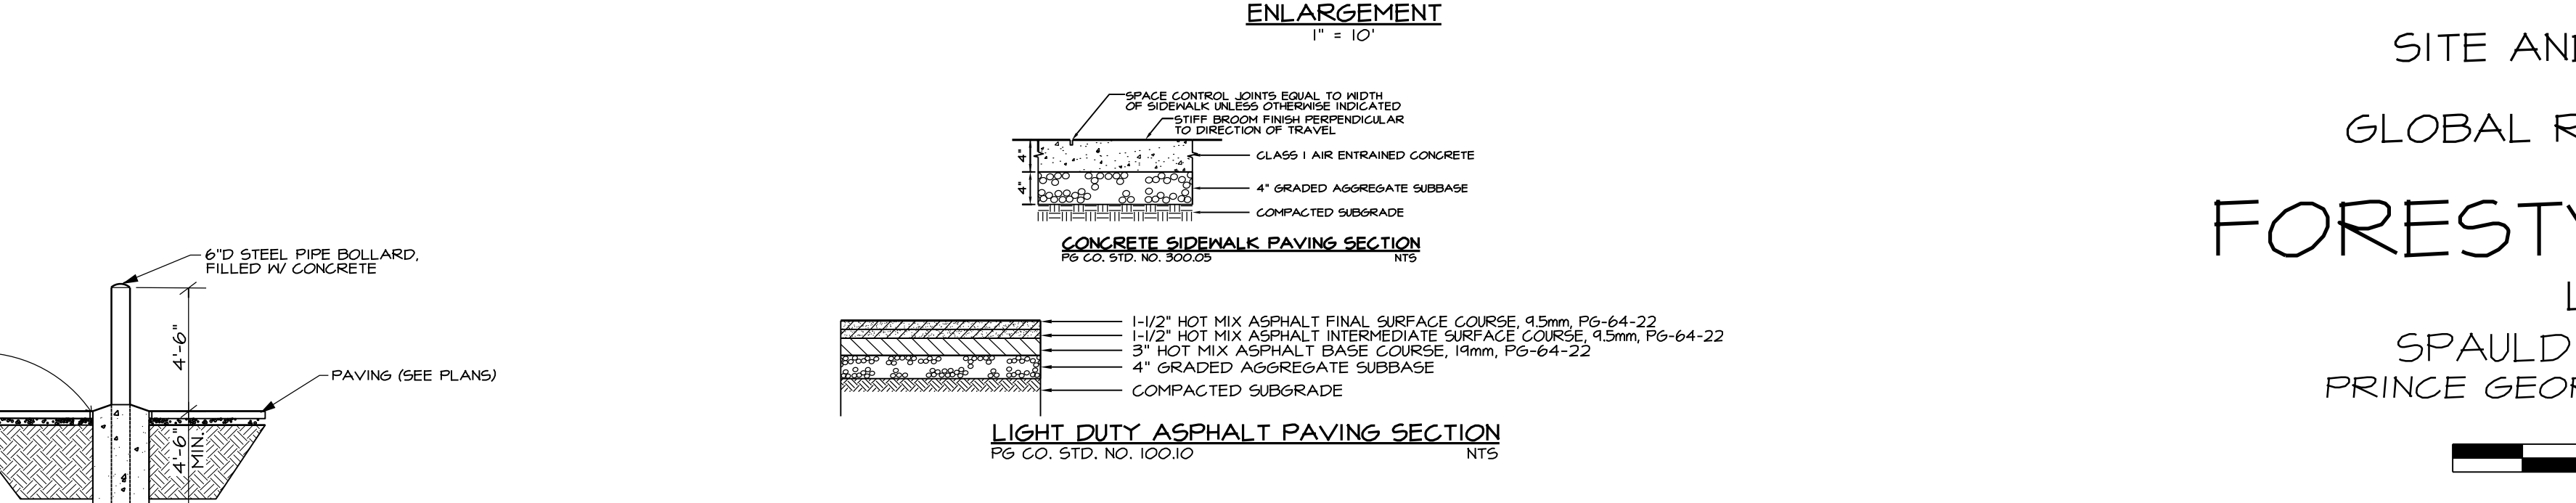 ENLARGEMENT
1" = 10'
SPACE CONTROL JOINTS EQUAL TO WIDTH
OF SIDEWALK UNLESS OTHERWISE INDICATED
STIFF BROOM FINISH PERPENDICULAR
TO DIRECTION OF TRAVEL
4"
CLASS 1 AIR ENTRAINED CONCRETE
4"
4" GRADED AGGREGATE SUBBASE
COMPACTED SUBGRADE
CONCRETE SIDEWALK PAVING SECTION
PG CO. STD. NO. 300.05 NTS
6"D STEEL PIPE BOLLARD,
FILLED W/ CONCRETE
4'-6"
PAVING (SEE PLANS)
4'-6"
MIN.
1-1/2" HOT MIX ASPHALT FINAL SURFACE COURSE, 9.5mm, PG-64-22
1-1/2" HOT MIX ASPHALT INTERMEDIATE SURFACE COURSE, 9.5mm, PG-64-22
3" HOT MIX ASPHALT BASE COURSE, 19mm, PG-64-22
4" GRADED AGGREGATE SUBBASE
COMPACTED SUBGRADE
LIGHT DUTY ASPHALT PAVING SECTION
PG CO. STD. NO. 100.10 NTS
SITE AN
GLOBAL R
FOREST
L
SPAULD
PRINCE GEOR